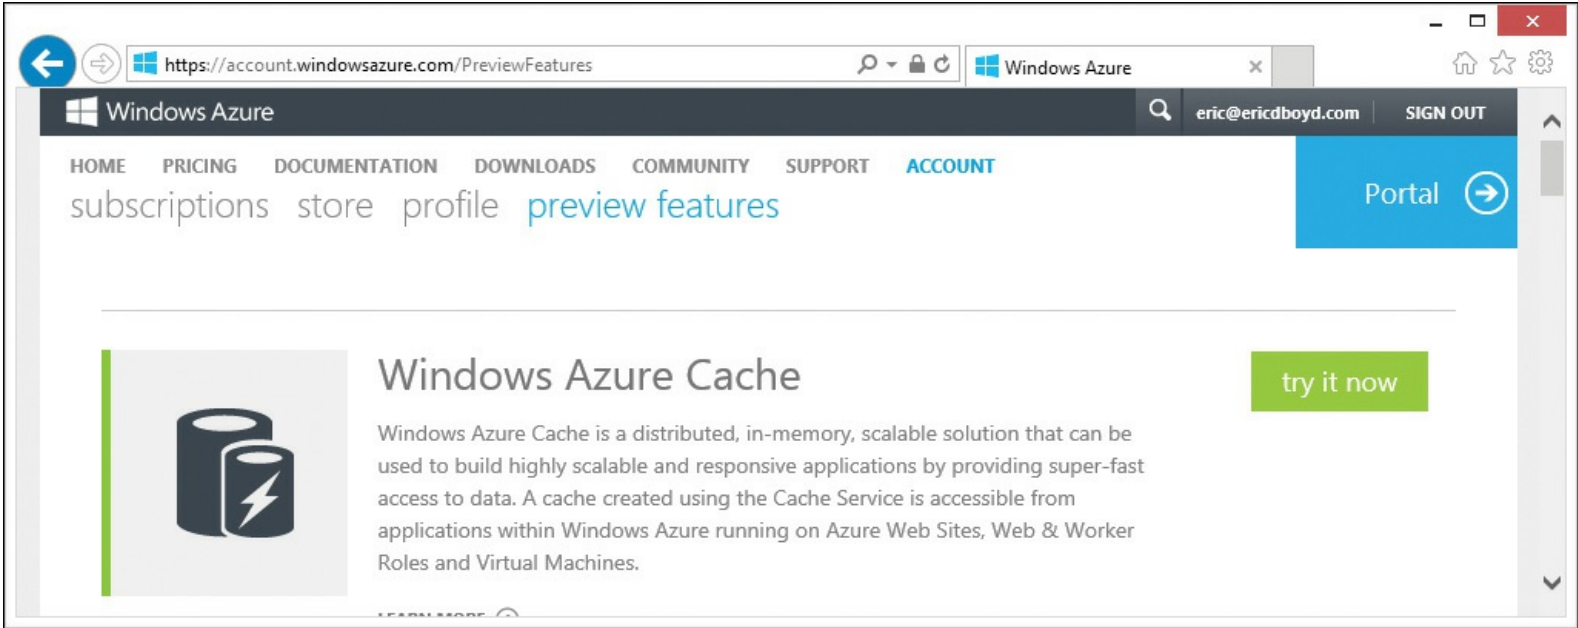 https://account.windowsazure.com/PreviewFeatures
Windows Azure
Windows Azure
eric@ericdboyd.com
SIGN OUT
HOME PRICING DOCUMENTATION DOWNLOADS COMMUNITY SUPPORT ACCOUNT
subscriptions store profile preview features
Portal
Windows Azure Cache
try it now
Windows Azure Cache is a distributed, in-memory, scalable solution that can be
used to build highly scalable and responsive applications by providing super-fast
access to data. A cache created using the Cache Service is accessible from
applications within Windows Azure running on Azure Web Sites, Web & Worker
Roles and Virtual Machines.
LEARN MORE